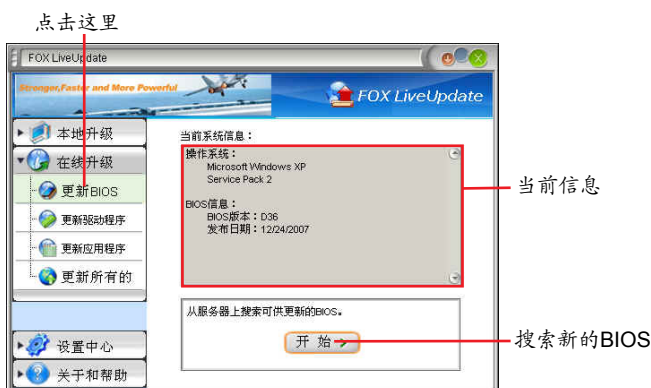 点击这里
FOX LiveUpdate
Stronger,Faster and More Powerful
FOX LiveUpdate
本地升级
在线升级
更新BIOS
更新驱动程序
更新应用程序
更新所有的
设置中心
关于和帮助
当前系统信息：
操作系统：
Microsoft Windows XP
Service Pack 2
BIOS信息：
BIOS版本：D36
发布日期：12/24/2007
当前信息
从服务器上搜索可供更新的BIOS。
开 始
搜索新的BIOS